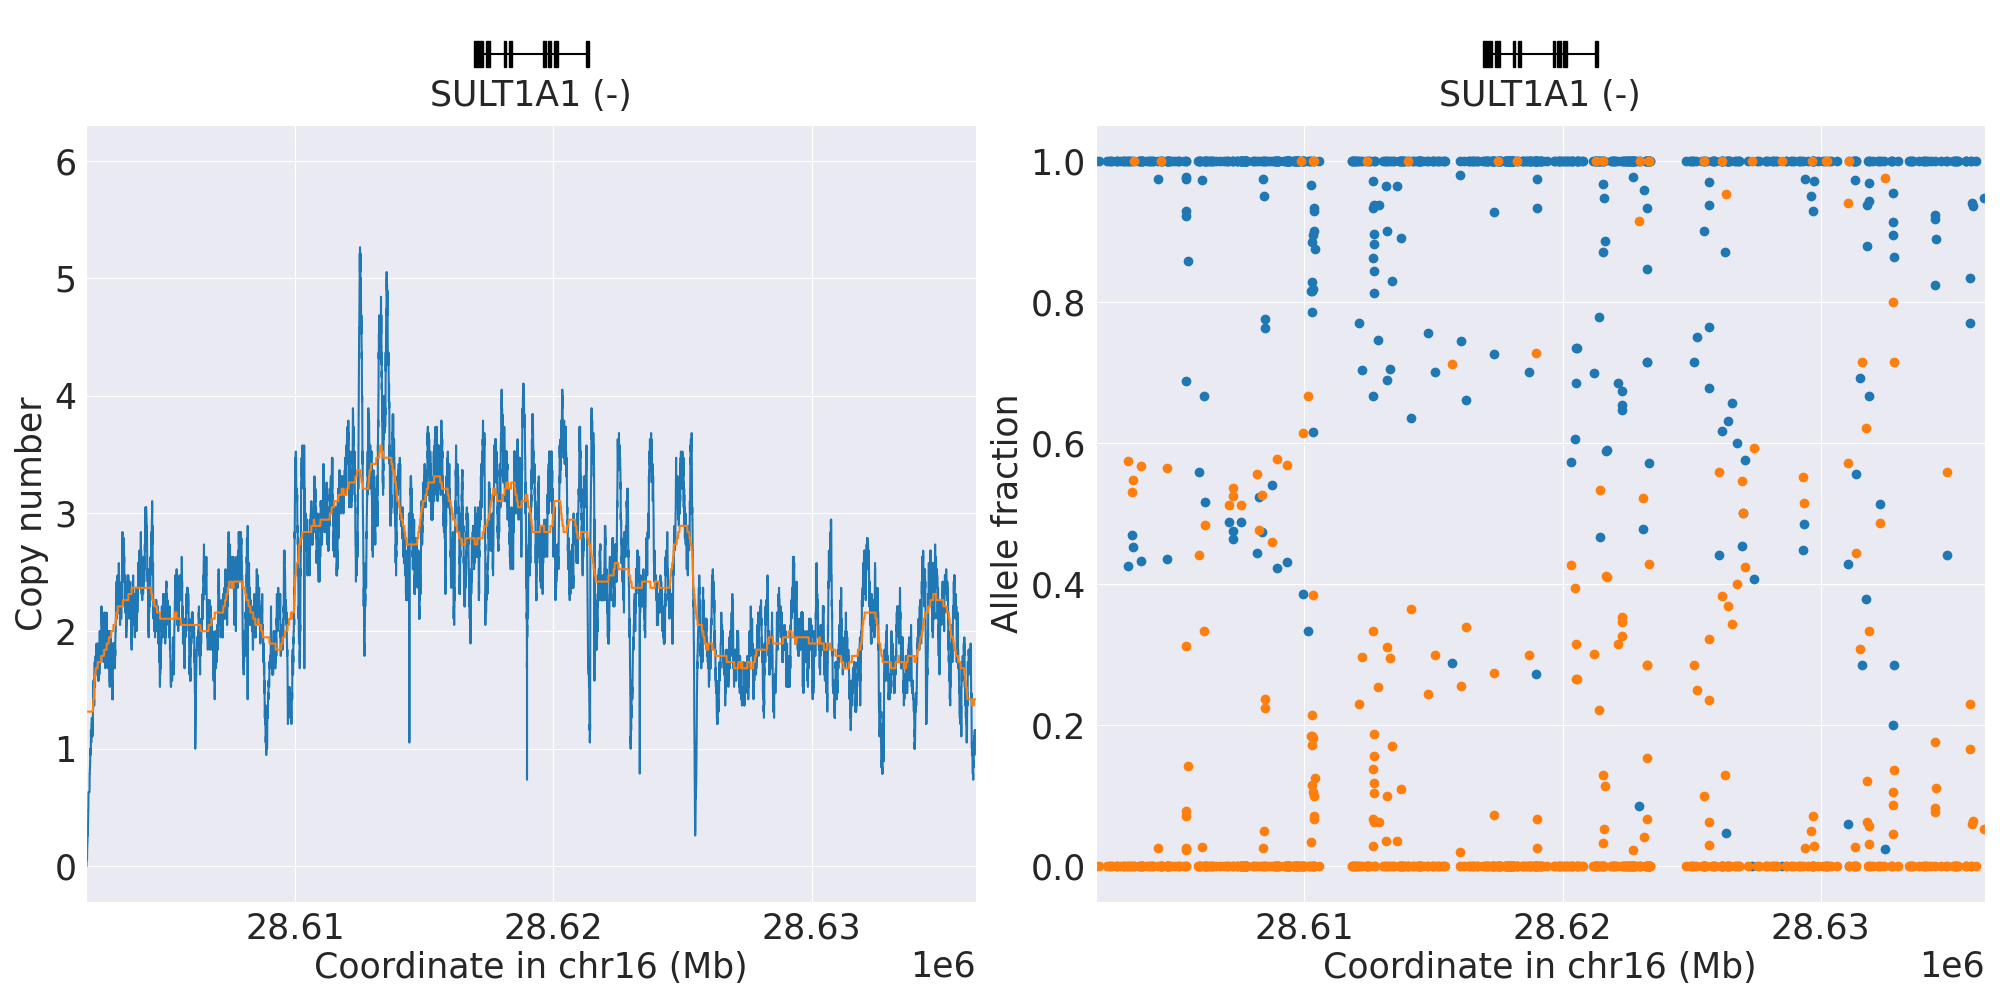 SULT1A1 (-)
6
5
4
3
2
1
0
Copy number
28.61
28.62
28.63
Coordinate in chr16 (Mb)
1e6
SULT1A1 (-)
1.0
0.8
0.6
0.4
0.2
0.0
Allele fraction
28.61
28.62
28.63
Coordinate in chr16 (Mb)
1e6